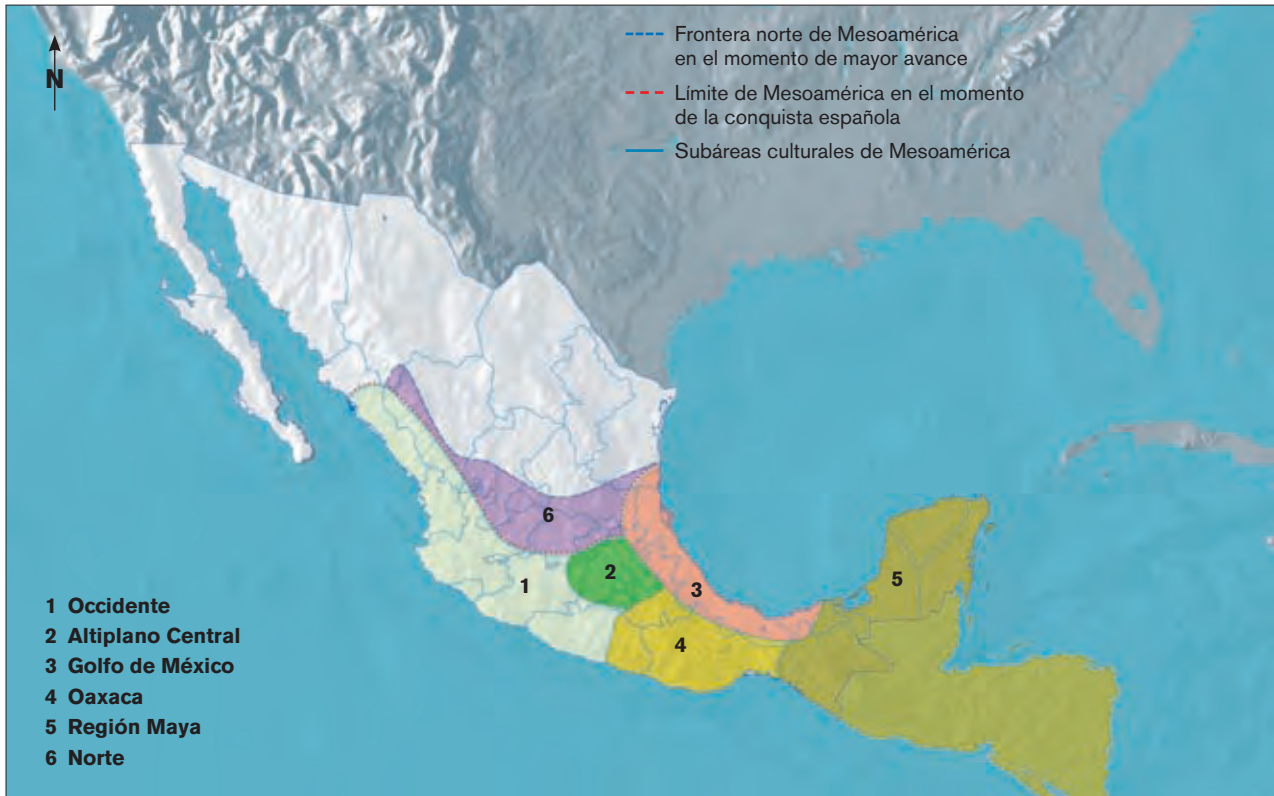 N
Frontera norte de Mesoamérica
en el momento de mayor avance
Límite de Mesoamérica en el momento
de la conquista española
Subáreas culturales de Mesoamérica
6
1
2
3
5
4
1 Occidente
2 Altiplano Central
3 Golfo de México
4 Oaxaca
5 Región Maya
6 Norte